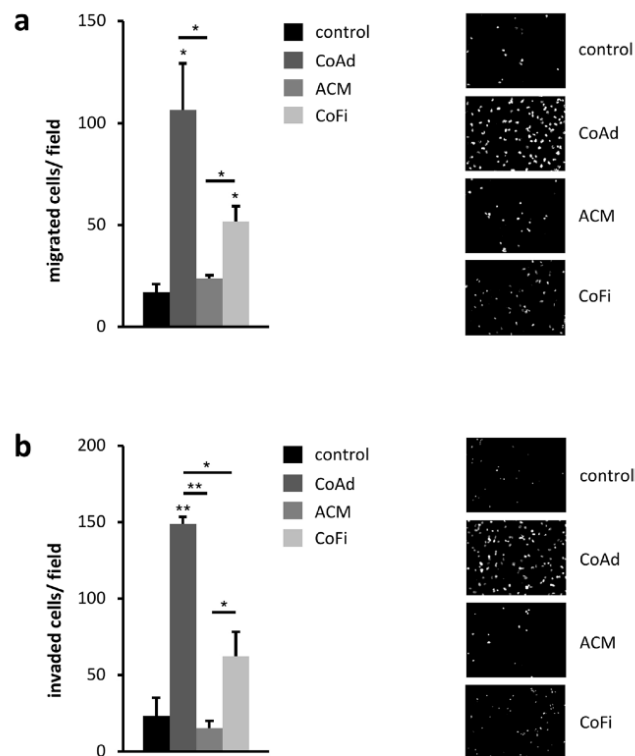 a
migrated cells/ field
150
100
50
0
*
*
*
*
control
CoAd
ACM
CoFi
control
CoAd
ACM
CoFi
b
invaded cells/ field
200
150
100
50
0
*
**
**
*
control
CoAd
ACM
CoFi
control
CoAd
ACM
CoFi